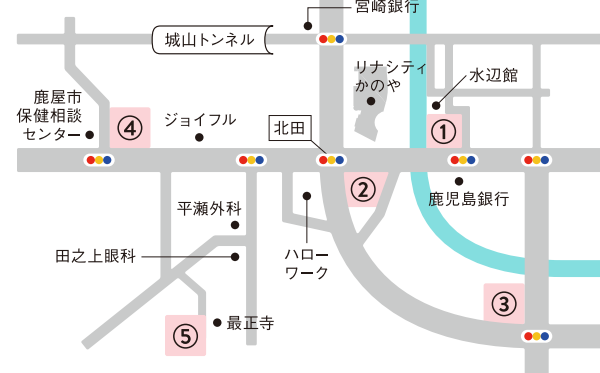 宮崎銀行
城山トンネル
リナシティ
かのや
水辺館
鹿屋市
保健相談
センター
④
ジョイフル
北田
①
②
鹿児島銀行
平瀬外科
田之上眼科
ハロー
ワーク
③
⑤
最正寺